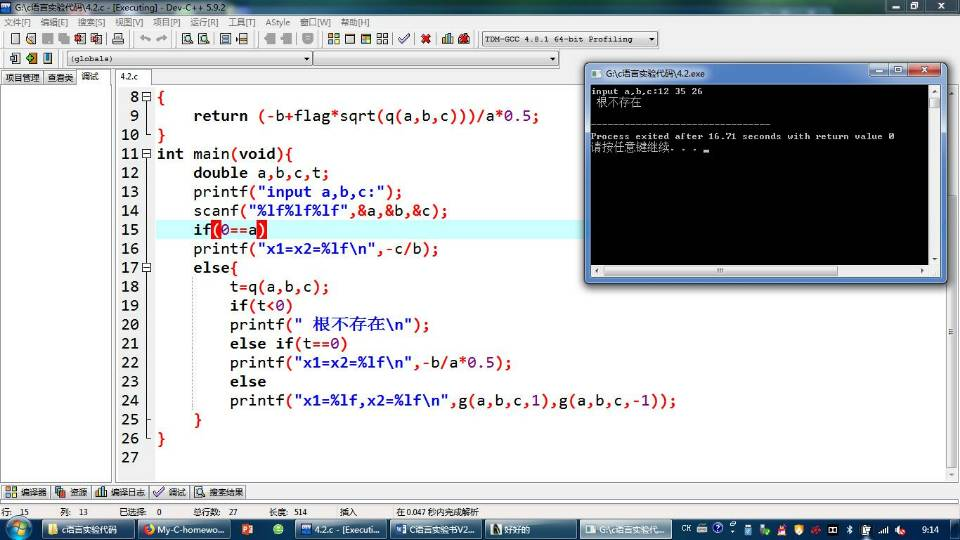 G:\c语言实验代码\4.2.c - [Executing] - Dev-C++ 5.9.2
文件[F] 编辑[E] 搜索[S] 视图[V] 项目[P] 运行[R] 工具[T] AStyle 窗口[W] 帮助[H]
TDM-GCC 4.8.1 64-bit Profiling
(globals)
项目管理 查看类 调试 4.2.c
8 {
9 return (-b+flag*sqrt(q(a,b,c)))/a*0.5;
10 }
11 int main(void){
12 double a,b,c,t;
13 printf("input a,b,c:");
14 scanf("%lf%lf%lf",&a,&b,&c);
15 if(0==a)
16 printf("x1=x2=%lf\n",-c/b);
17 else{
18 t=q(a,b,c);
19 if(t<0)
20 printf(" 根不存在\n");
21 else if(t==0)
22 printf("x1=x2=%lf\n",-b/a*0.5);
23 else
24 printf("x1=%lf,x2=%lf\n",g(a,b,c,1),g(a,b,c,-1));
25 }
26 }
27
G:\c语言实验代码\4.2.exe
input a,b,c:12 35 26
根不存在
--------------------------------
Process exited after 16.71 seconds with return value 0
请按任意键继续. . .
编译器 资源 编译日志 调试 搜索结果
行: 15 列: 13 已选择: 0 总行数: 27 长度: 514 插入 在 0.047 秒内完成解析
c语言实验代码 My-C-homewo... 4.2.c - [Executi... C语言实验书V2... 好好的 G:\c语言实验代... CK 9:14